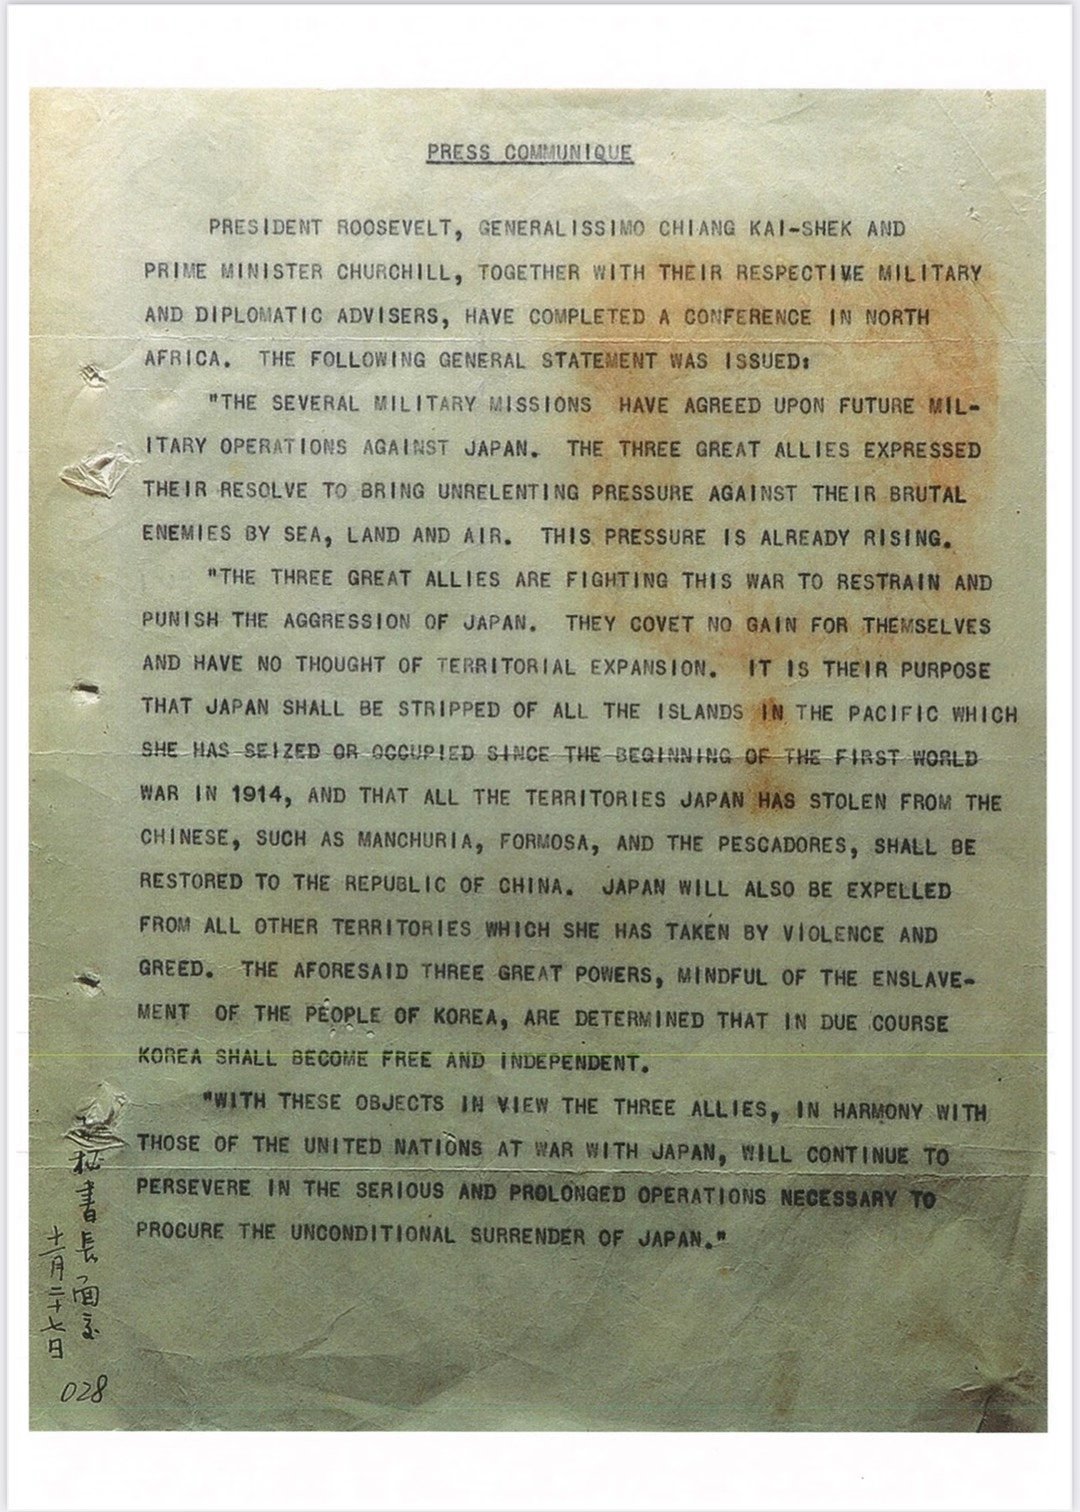 PRESS COMMUNIQUE
PRESIDENT ROOSEVELT, GENERALISSIMO CHIANG KAI-SHEK AND
PRIME MINISTER CHURCHILL, TOGETHER WITH THEIR RESPECTIVE MILITARY
AND DIPLOMATIC ADVISERS, HAVE COMPLETED A CONFERENCE IN NORTH
AFRICA. THE FOLLOWING GENERAL STATEMENT WAS ISSUED:
"THE SEVERAL MILITARY MISSIONS HAVE AGREED UPON FUTURE MIL-
ITARY OPERATIONS AGAINST JAPAN. THE THREE GREAT ALLIES EXPRESSED
THEIR RESOLVE TO BRING UNRELENTING PRESSURE AGAINST THEIR BRUTAL
ENEMIES BY SEA, LAND AND AIR. THIS PRESSURE IS ALREADY RISING.
"THE THREE GREAT ALLIES ARE FIGHTING THIS WAR TO RESTRAIN AND
PUNISH THE AGGRESSION OF JAPAN. THEY COVET NO GAIN FOR THEMSELVES
AND HAVE NO THOUGHT OF TERRITORIAL EXPANSION. IT IS THEIR PURPOSE
THAT JAPAN SHALL BE STRIPPED OF ALL THE ISLANDS IN THE PACIFIC WHICH
SHE HAS SEIZED OR OCCUPIED SINCE THE BEGINNING OF THE FIRST WORLD
WAR IN 1914, AND THAT ALL THE TERRITORIES JAPAN HAS STOLEN FROM THE
CHINESE, SUCH AS MANCHURIA, FORMOSA, AND THE PESCADORES, SHALL BE
RESTORED TO THE REPUBLIC OF CHINA. JAPAN WILL ALSO BE EXPELLED
FROM ALL OTHER TERRITORIES WHICH SHE HAS TAKEN BY VIOLENCE AND
GREED. THE AFORESAID THREE GREAT POWERS, MINDFUL OF THE ENSLAVE-
MENT OF THE PEOPLE OF KOREA, ARE DETERMINED THAT IN DUE COURSE
KOREA SHALL BECOME FREE AND INDEPENDENT.
"WITH THESE OBJECTS IN VIEW THE THREE ALLIES, IN HARMONY WITH
THOSE OF THE UNITED NATIONS AT WAR WITH JAPAN, WILL CONTINUE TO
PERSEVERE IN THE SERIOUS AND PROLONGED OPERATIONS NECESSARY TO
PROCURE THE UNCONDITIONAL SURRENDER OF JAPAN."
秘書長面交
十一月二十七日
028